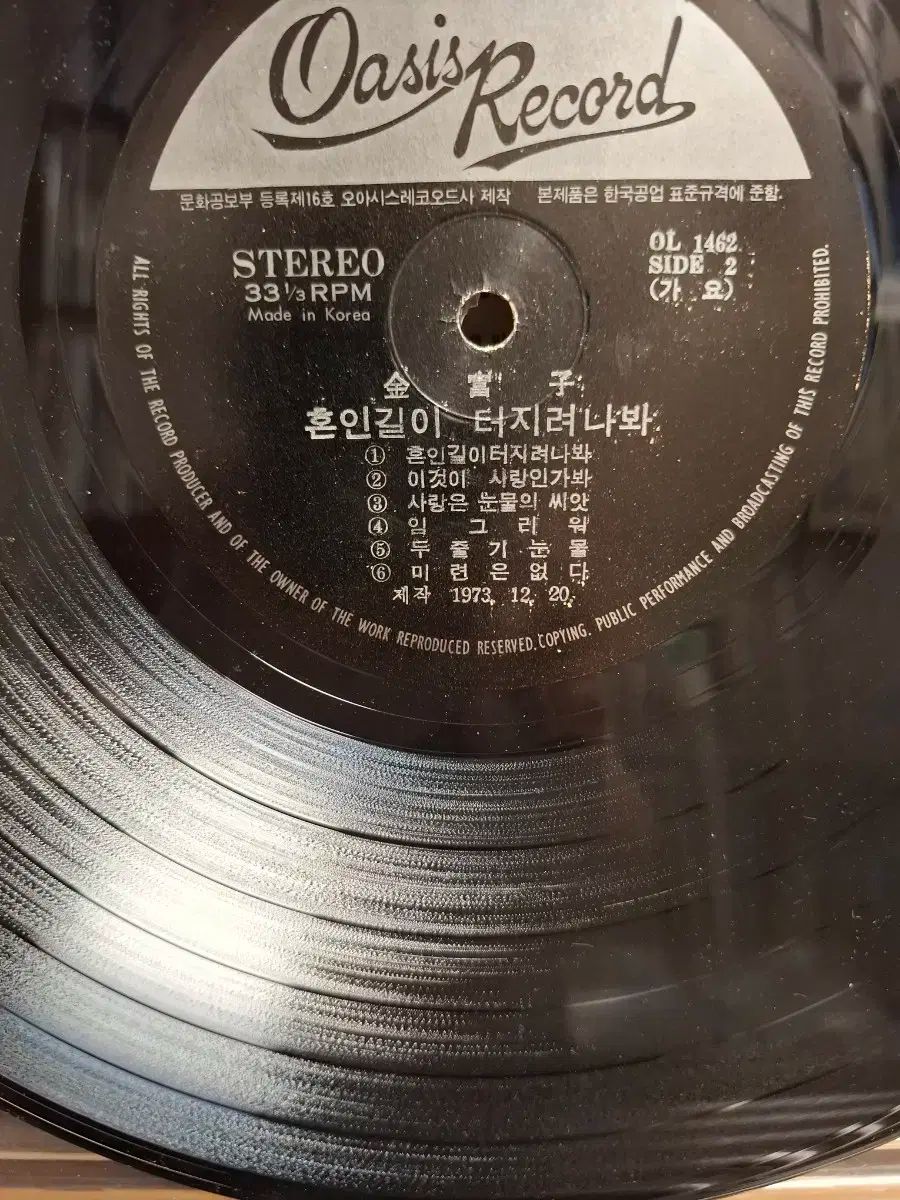 Oasis Record
문화공보부 등록제16호 오아시스레코오드사 제작 본제품은 한국공업 표준규격에 준함.
STEREO
33 1/3 RPM
Made in Korea
OL 1462
SIDE 2
(가 요)
金 富 子
혼인길이 터지려나봐
① 혼인길이터지려나봐
② 이것이 사랑인가봐
③ 사랑은 눈물의 씨앗
④ 임 그 리 워
⑤ 두 줄 기 눈 물
⑥ 미 련 은 없 다
제작 1973. 12. 20.
ALL RIGHTS OF THE RECORD PRODUCER AND OF THE OWNER OF THE WORK REPRODUCED RESERVED. COPYING. PUBLIC PERFORMANCE AND BROADCASTING OF THIS RECORD PROHIBITED.